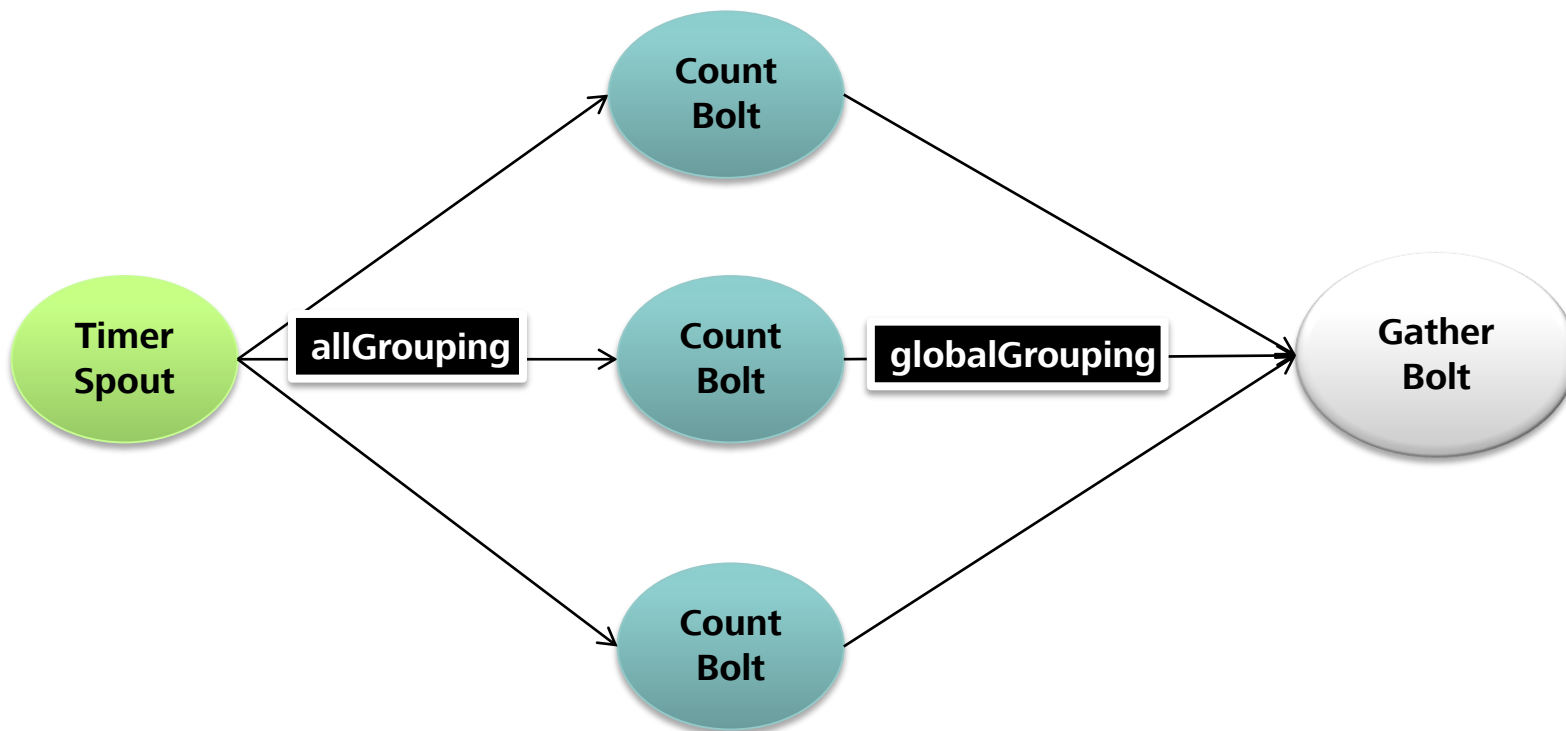 Count
Bolt
Timer
Spout
allGrouping
Count
Bolt
globalGrouping
Gather
Bolt
Count
Bolt